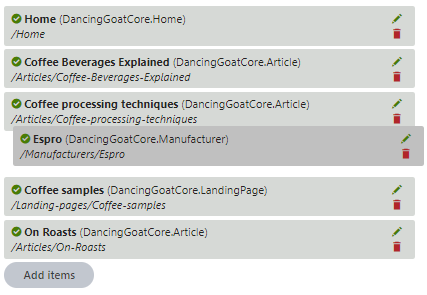 Home (DancingGoatCore.Home)
/Home
Coffee Beverages Explained (DancingGoatCore.Article)
/Articles/Coffee-Beverages-Explained
Coffee processing techniques (DancingGoatCore.Article)
/Articles/Coffee-processing-techniques
Espro (DancingGoatCore.Manufacturer)
/Manufacturers/Espro
Coffee samples (DancingGoatCore.LandingPage)
/Landing-pages/Coffee-samples
On Roasts (DancingGoatCore.Article)
/Articles/On-Roasts
Add items